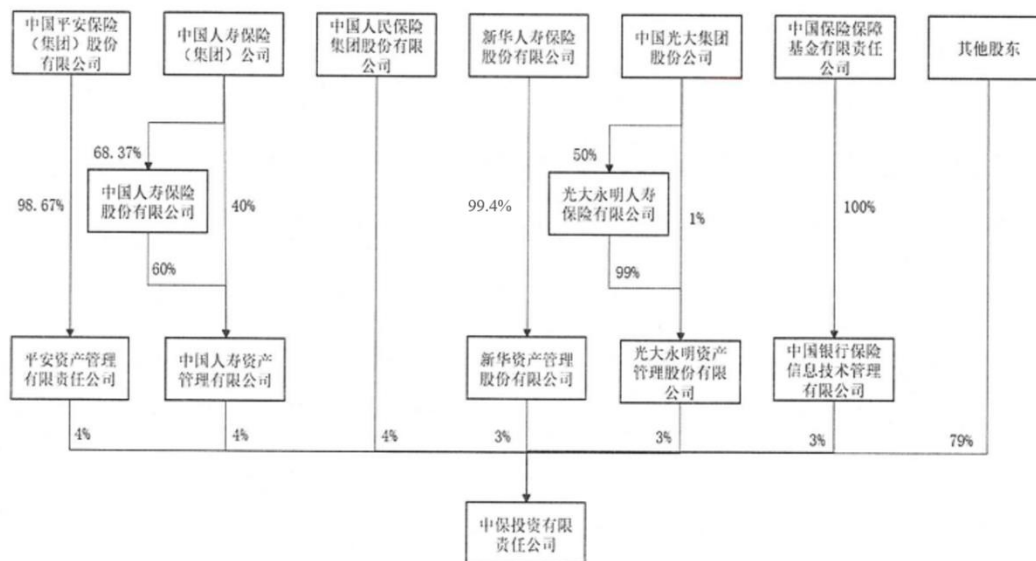 中国平安保险
（集团）股份
有限公司
中国人寿保险
（集团）公司
中国人民保险
集团股份有限
公司
新华人寿保险
股份有限公司
中国光大集团
股份公司
中国保险保障
基金有限责任
公司
其他股东
68.37%
50%
中国人寿保险
股份有限公司
光大永明人寿
保险有限公司
98.67%
40%
99.4%
1%
100%
60%
99%
平安资产管理
有限责任公司
中国人寿资产
管理有限公司
新华资产管理
股份有限公司
光大永明资产
管理股份有限
公司
中国银行保险
信息技术管理
有限公司
4%
4%
4%
3%
3%
3%
79%
中保投资有限
责任公司